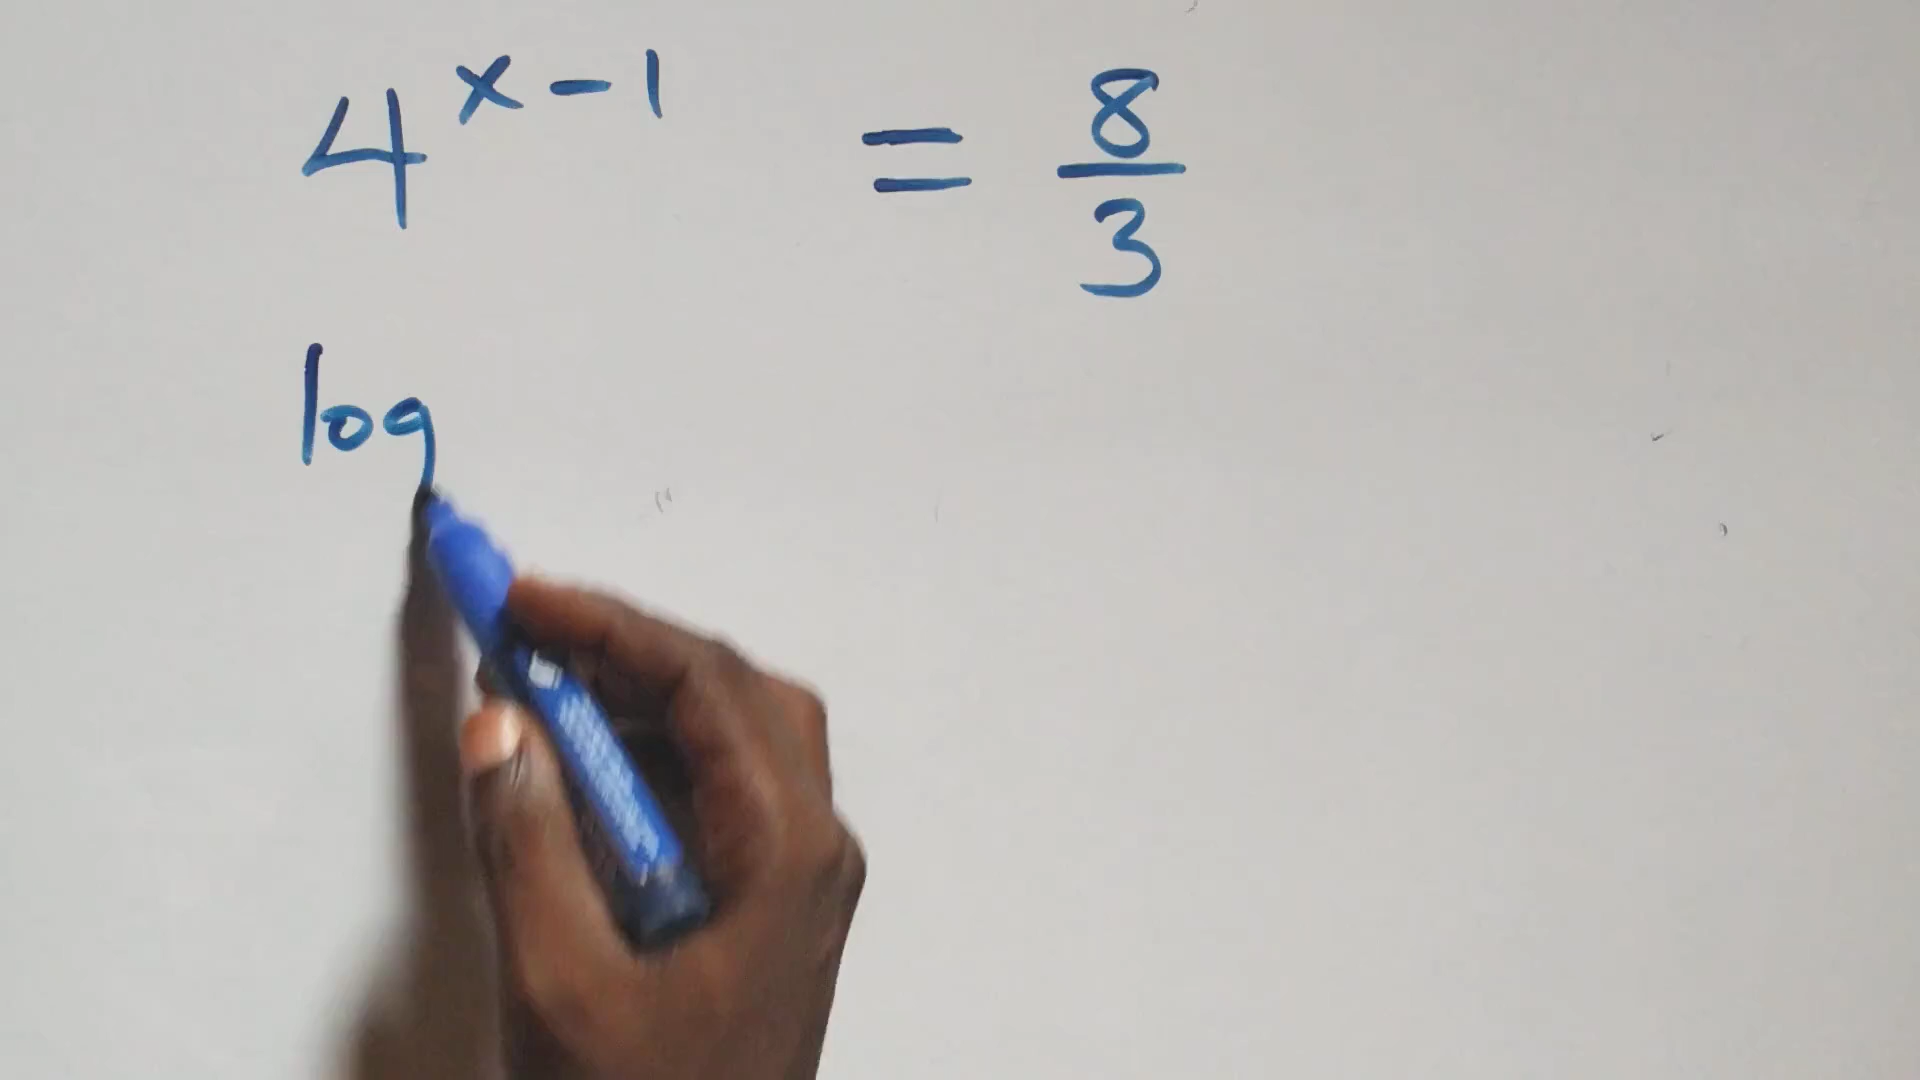 4^{x-1} = 8/3
log